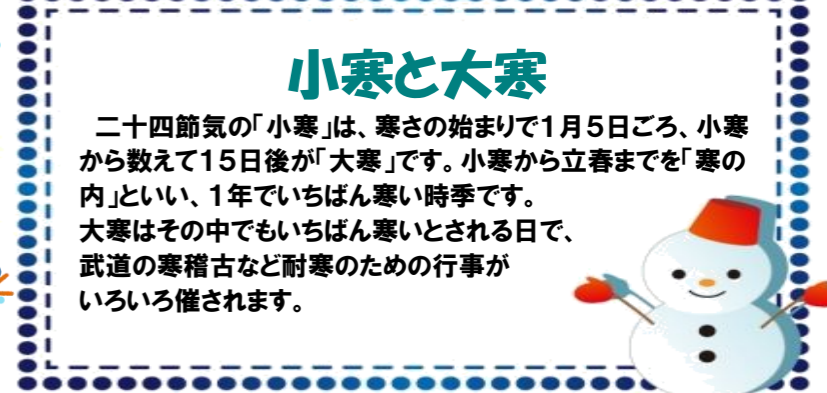 小寒と大寒
　二十四節気の「小寒」は、寒さの始まりで１月５日ごろ、小寒
から数えて１５日後が「大寒」です。小寒から立春までを「寒の
内」といい、１年でいちばん寒い時季です。
大寒はその中でもいちばん寒いとされる日で、
武道の寒稽古など耐寒のための行事が
いろいろ催されます。